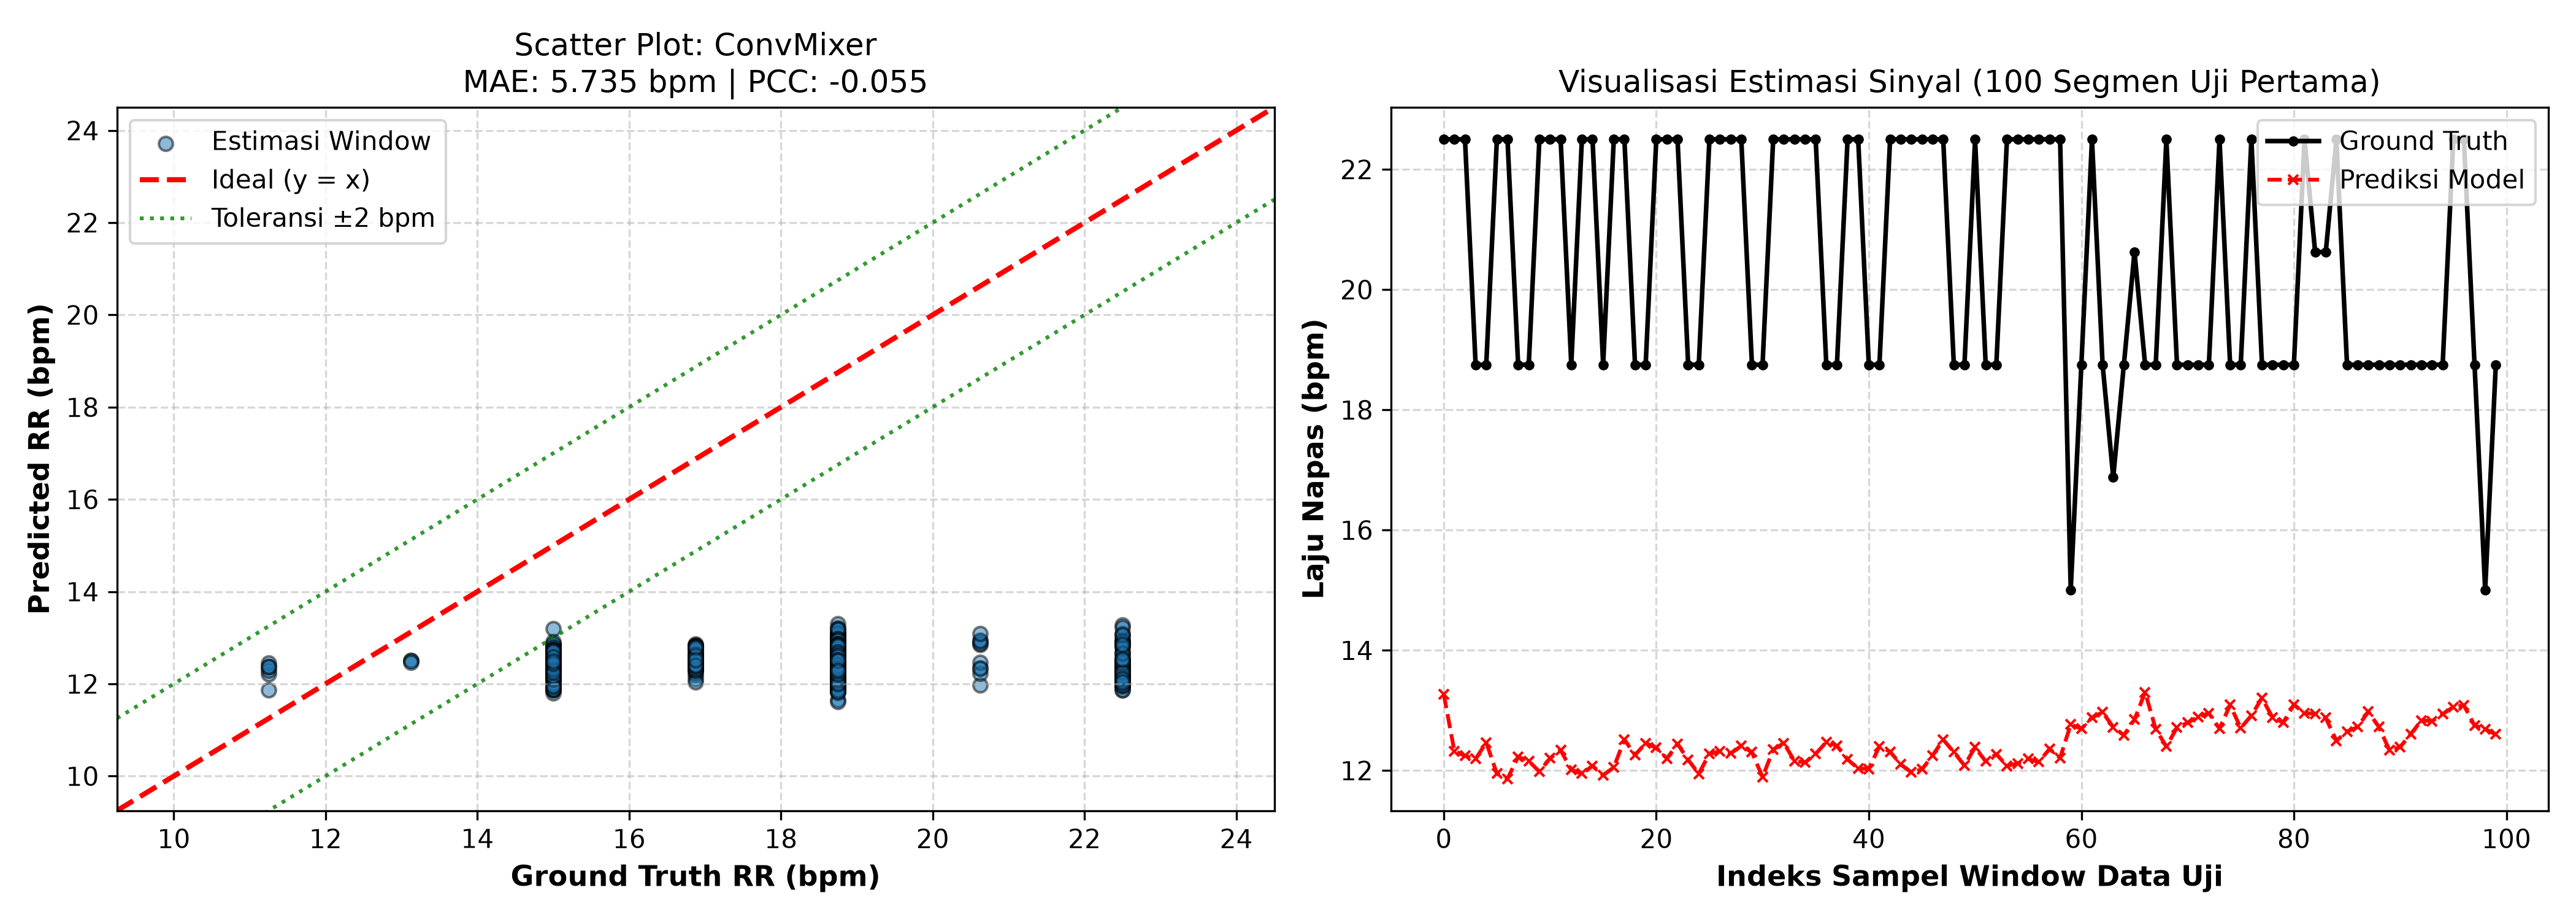 Scatter Plot: ConvMixer
MAE: 5.735 bpm | PCC: -0.055
Estimasi Window
Ideal (y = x)
Toleransi ±2 bpm
Predicted RR (bpm)
24
22
20
18
16
14
12
10
10 12 14 16 18 20 22 24
Ground Truth RR (bpm)
Visualisasi Estimasi Sinyal (100 Segmen Uji Pertama)
Ground Truth
Prediksi Model
Laju Napas (bpm)
22
20
18
16
14
12
0 20 40 60 80 100
Indeks Sampel Window Data Uji